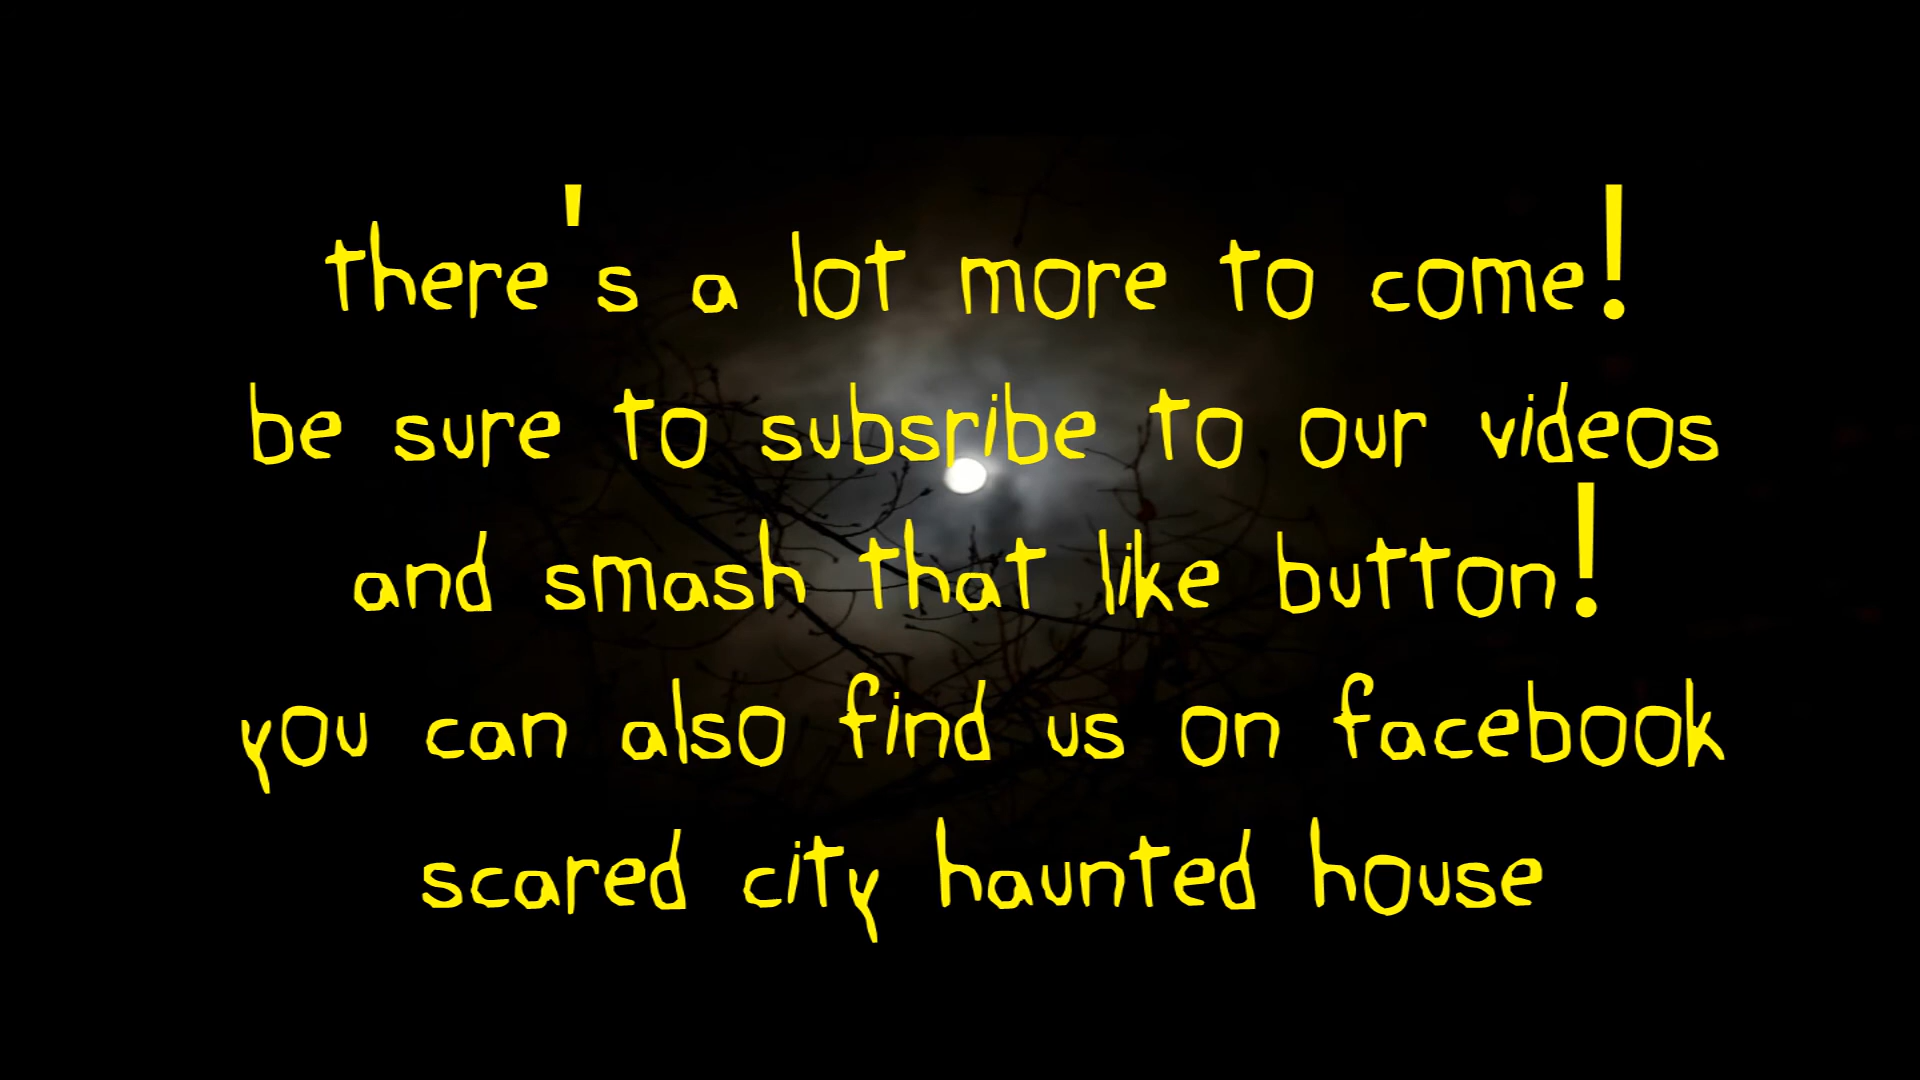 there's a lot more to come!
be sure to subsribe to our videos
and smash that like button!
you can also find us on facebook
scared city haunted house